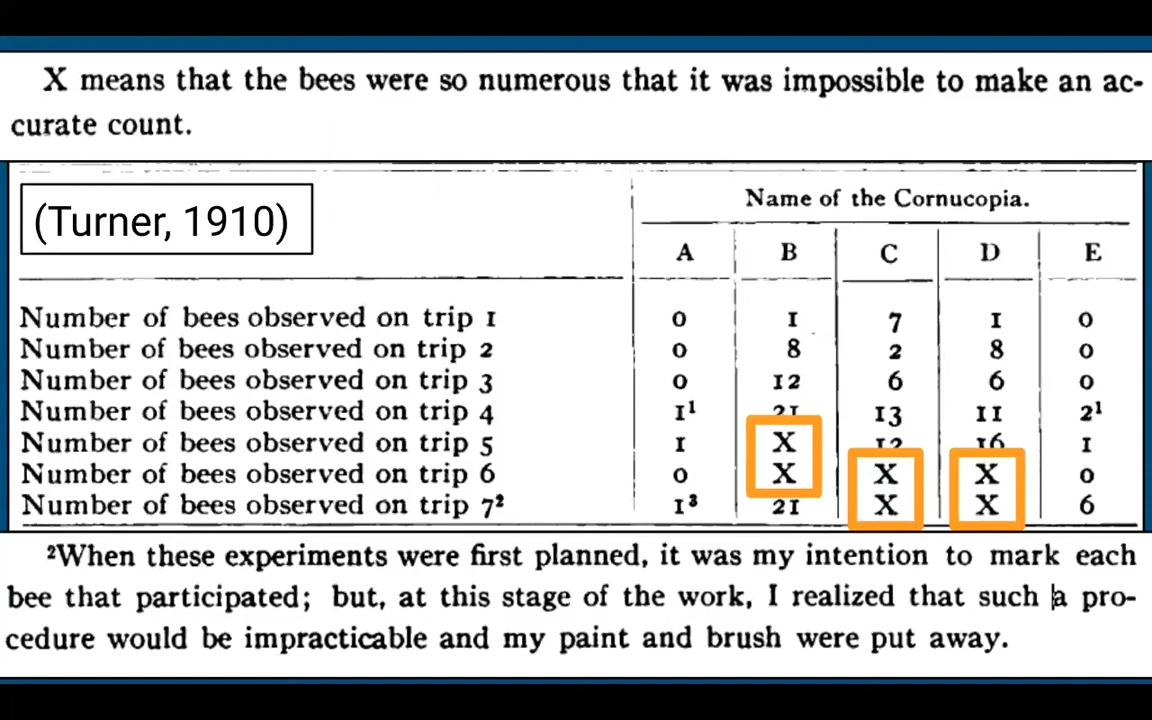 X means that the bees were so numerous that it was impossible to make an ac-
curate count.
(Turner, 1910)
Name of the Cornucopia.
A B C D E
Number of bees observed on trip 1 0 1 7 1 0
Number of bees observed on trip 2 0 8 2 8 0
Number of bees observed on trip 3 0 12 6 6 0
Number of bees observed on trip 4 1¹ 21 13 11 2¹
Number of bees observed on trip 5 1 X 12 16 1
Number of bees observed on trip 6 0 X X X 0
Number of bees observed on trip 7² 1³ 21 X X 6
²When these experiments were first planned, it was my intention to mark each
bee that participated; but, at this stage of the work, I realized that such a pro-
cedure would be impracticable and my paint and brush were put away.